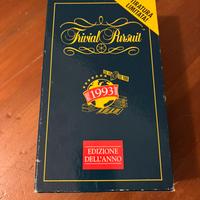 TIRATURA
LIMITATA!
Trivial Pursuit
1993
EDIZIONE
DELL'ANNO